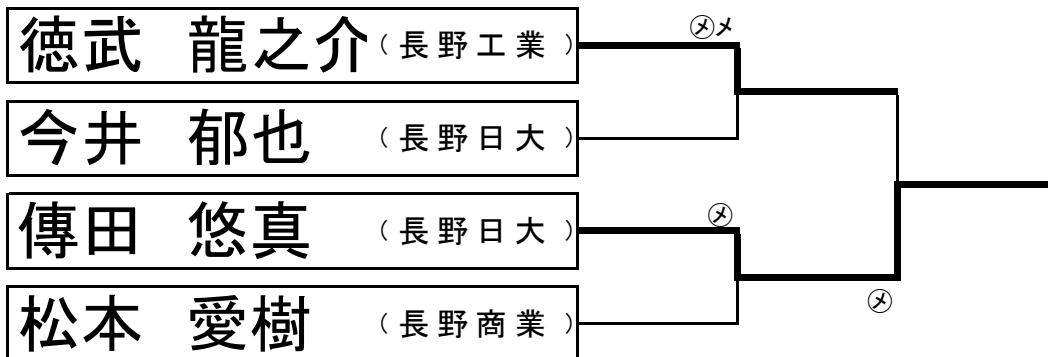 徳武 龍之介（長野工業）
㋱メ
今井 郁也（長野日大）
傳田 悠真（長野日大）
㋱
㋱
松本 愛樹（長野商業）